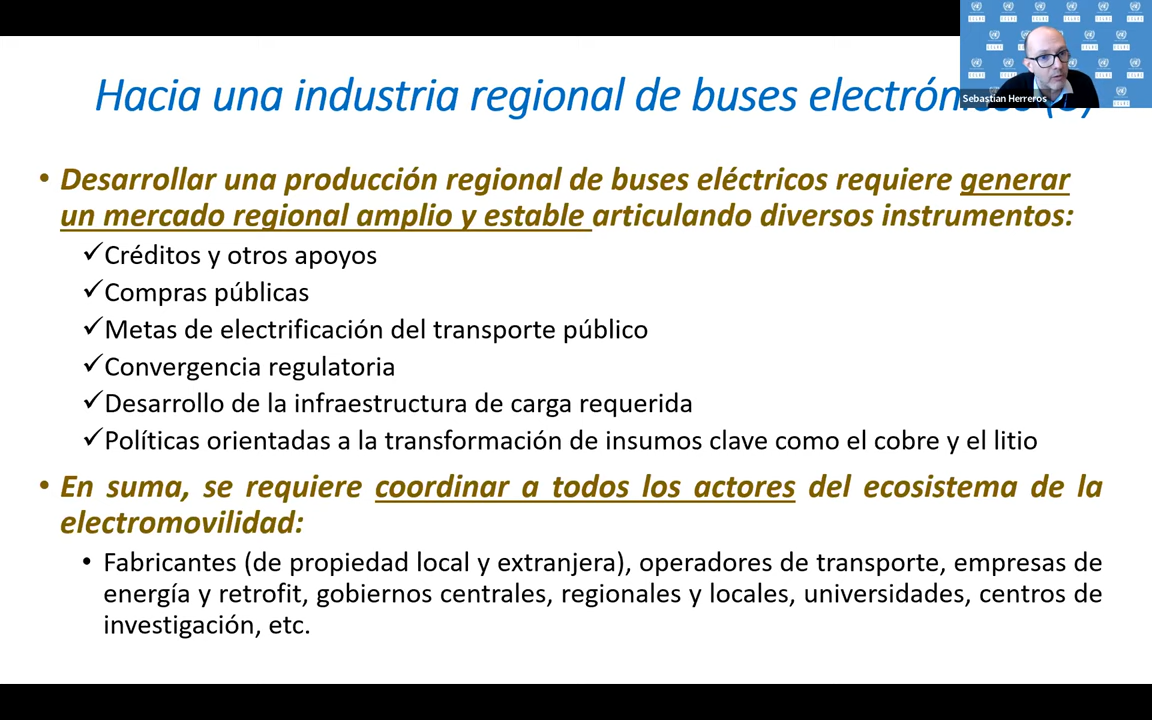 Hacia una industria regional de buses electrón
Sebastian Herreros
• Desarrollar una producción regional de buses eléctricos requiere generar
un mercado regional amplio y estable articulando diversos instrumentos:
✓Créditos y otros apoyos
✓Compras públicas
✓Metas de electrificación del transporte público
✓Convergencia regulatoria
✓Desarrollo de la infraestructura de carga requerida
✓Políticas orientadas a la transformación de insumos clave como el cobre y el litio
• En suma, se requiere coordinar a todos los actores del ecosistema de la
electromovilidad:
• Fabricantes (de propiedad local y extranjera), operadores de transporte, empresas de
energía y retrofit, gobiernos centrales, regionales y locales, universidades, centros de
investigación, etc.